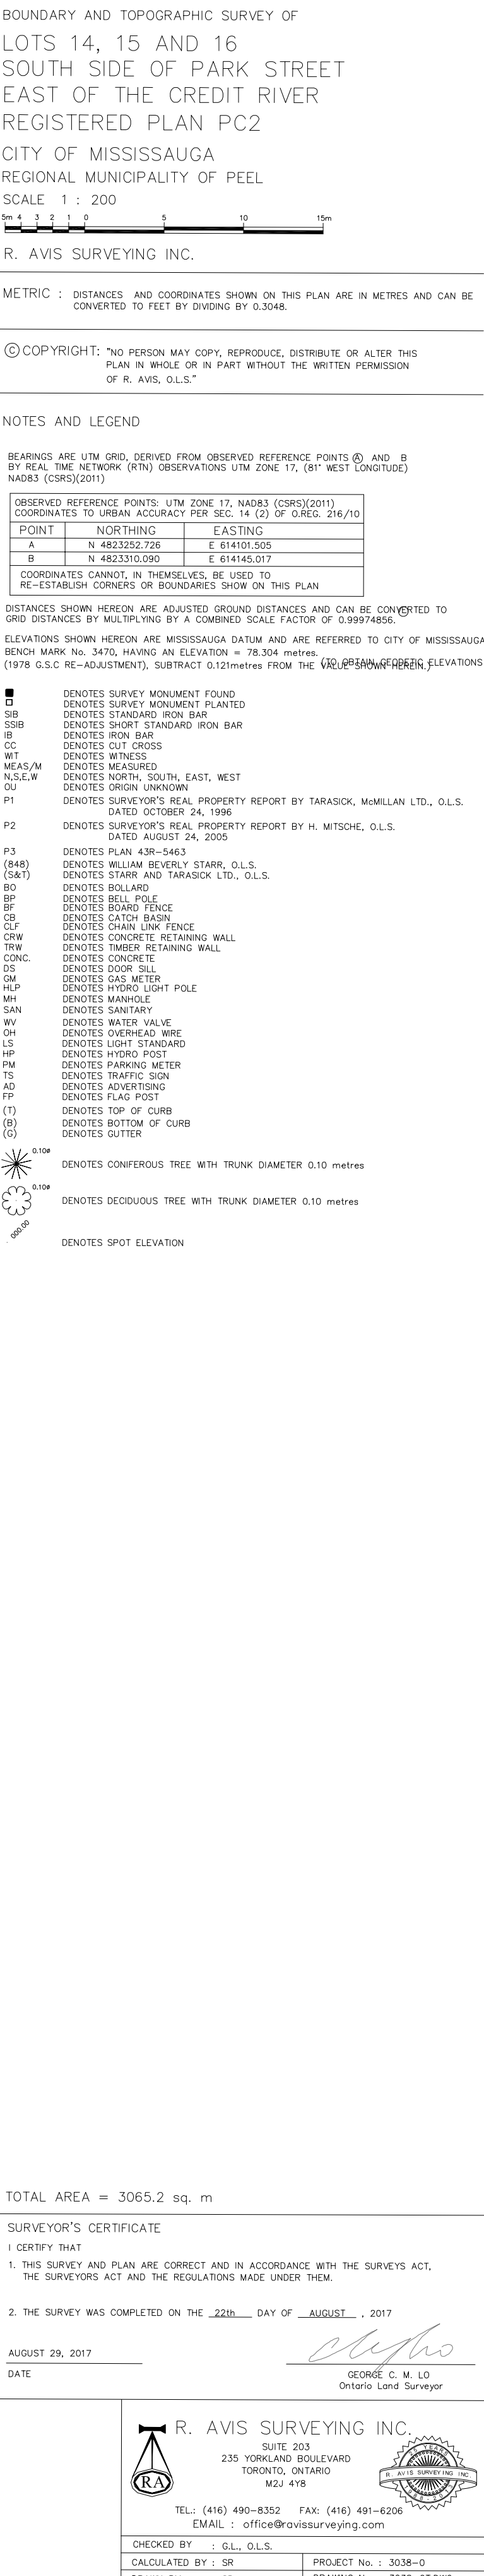 BOUNDARY AND TOPOGRAPHIC SURVEY OF
LOTS 14, 15 AND 16
SOUTH SIDE OF PARK STREET
EAST OF THE CREDIT RIVER
REGISTERED PLAN PC2
CITY OF MISSISSAUGA
REGIONAL MUNICIPALITY OF PEEL
SCALE 1 : 200
5m 4 3 2 1 0 5 10 15m
R. AVIS SURVEYING INC.
METRIC : DISTANCES AND COORDINATES SHOWN ON THIS PLAN ARE IN METRES AND CAN BE
CONVERTED TO FEET BY DIVIDING BY 0.3048.
© COPYRIGHT: "NO PERSON MAY COPY, REPRODUCE, DISTRIBUTE OR ALTER THIS
PLAN IN WHOLE OR IN PART WITHOUT THE WRITTEN PERMISSION
OF R. AVIS, O.L.S."
NOTES AND LEGEND
BEARINGS ARE UTM GRID, DERIVED FROM OBSERVED REFERENCE POINTS A AND B
BY REAL TIME NETWORK (RTN) OBSERVATIONS UTM ZONE 17, (81° WEST LONGITUDE)
NAD83 (CSRS)(2011)
OBSERVED REFERENCE POINTS: UTM ZONE 17, NAD83 (CSRS)(2011)
COORDINATES TO URBAN ACCURACY PER SEC. 14 (2) OF O.REG. 216/10
POINT NORTHING EASTING
A N 4823252.726 E 614101.505
B N 4823310.090 E 614145.017
COORDINATES CANNOT, IN THEMSELVES, BE USED TO
RE-ESTABLISH CORNERS OR BOUNDARIES SHOW ON THIS PLAN
DISTANCES SHOWN HEREON ARE ADJUSTED GROUND DISTANCES AND CAN BE CONVERTED TO
GRID DISTANCES BY MULTIPLYING BY A COMBINED SCALE FACTOR OF 0.99974856.
ELEVATIONS SHOWN HEREON ARE MISSISSAUGA DATUM AND ARE REFERRED TO CITY OF MISSISSAUGA
BENCH MARK No. 3470, HAVING AN ELEVATION = 78.304 metres.
(TO OBTAIN GEODETIC ELEVATIONS
(1978 G.S.C RE-ADJUSTMENT), SUBTRACT 0.121metres FROM THE VALUE SHOWN HEREIN.)
DENOTES SURVEY MONUMENT FOUND
DENOTES SURVEY MONUMENT PLANTED
SIB DENOTES STANDARD IRON BAR
SSIB DENOTES SHORT STANDARD IRON BAR
IB DENOTES IRON BAR
CC DENOTES CUT CROSS
WIT DENOTES WITNESS
MEAS/M DENOTES MEASURED
N,S,E,W DENOTES NORTH, SOUTH, EAST, WEST
OU DENOTES ORIGIN UNKNOWN
P1 DENOTES SURVEYOR'S REAL PROPERTY REPORT BY TARASICK, McMILLAN LTD., O.L.S.
DATED OCTOBER 24, 1996
P2 DENOTES SURVEYOR'S REAL PROPERTY REPORT BY H. MITSCHE, O.L.S.
DATED AUGUST 24, 2005
P3 DENOTES PLAN 43R-5463
(848) DENOTES WILLIAM BEVERLY STARR, O.L.S.
(S&T) DENOTES STARR AND TARASICK LTD., O.L.S.
BO DENOTES BOLLARD
BP DENOTES BELL POLE
BF DENOTES BOARD FENCE
CB DENOTES CATCH BASIN
CLF DENOTES CHAIN LINK FENCE
CRW DENOTES CONCRETE RETAINING WALL
TRW DENOTES TIMBER RETAINING WALL
CONC. DENOTES CONCRETE
DS DENOTES DOOR SILL
GM DENOTES GAS METER
HLP DENOTES HYDRO LIGHT POLE
MH DENOTES MANHOLE
SAN DENOTES SANITARY
WV DENOTES WATER VALVE
OH DENOTES OVERHEAD WIRE
LS DENOTES LIGHT STANDARD
HP DENOTES HYDRO POST
PM DENOTES PARKING METER
TS DENOTES TRAFFIC SIGN
AD DENOTES ADVERTISING
FP DENOTES FLAG POST
(T) DENOTES TOP OF CURB
(B) DENOTES BOTTOM OF CURB
(G) DENOTES GUTTER
0.10ø
DENOTES CONIFEROUS TREE WITH TRUNK DIAMETER 0.10 metres
0.10ø
DENOTES DECIDUOUS TREE WITH TRUNK DIAMETER 0.10 metres
000.00
DENOTES SPOT ELEVATION
TOTAL AREA = 3065.2 sq. m
SURVEYOR'S CERTIFICATE
I CERTIFY THAT
1. THIS SURVEY AND PLAN ARE CORRECT AND IN ACCORDANCE WITH THE SURVEYS ACT,
THE SURVEYORS ACT AND THE REGULATIONS MADE UNDER THEM.
2. THE SURVEY WAS COMPLETED ON THE 22th DAY OF AUGUST , 2017
AUGUST 29, 2017
DATE
GEORGE C. M. LO
Ontario Land Surveyor
R. AVIS SURVEYING INC.
SUITE 203
235 YORKLAND BOULEVARD
TORONTO, ONTARIO
M2J 4Y8
RA
YEARS
R. AVIS SURVEYING INC.
TEL.: (416) 490-8352 FAX: (416) 491-6206
EMAIL : office@ravissurveying.com
CHECKED BY : G.L., O.L.S.
CALCULATED BY : SR PROJECT No. : 3038-0